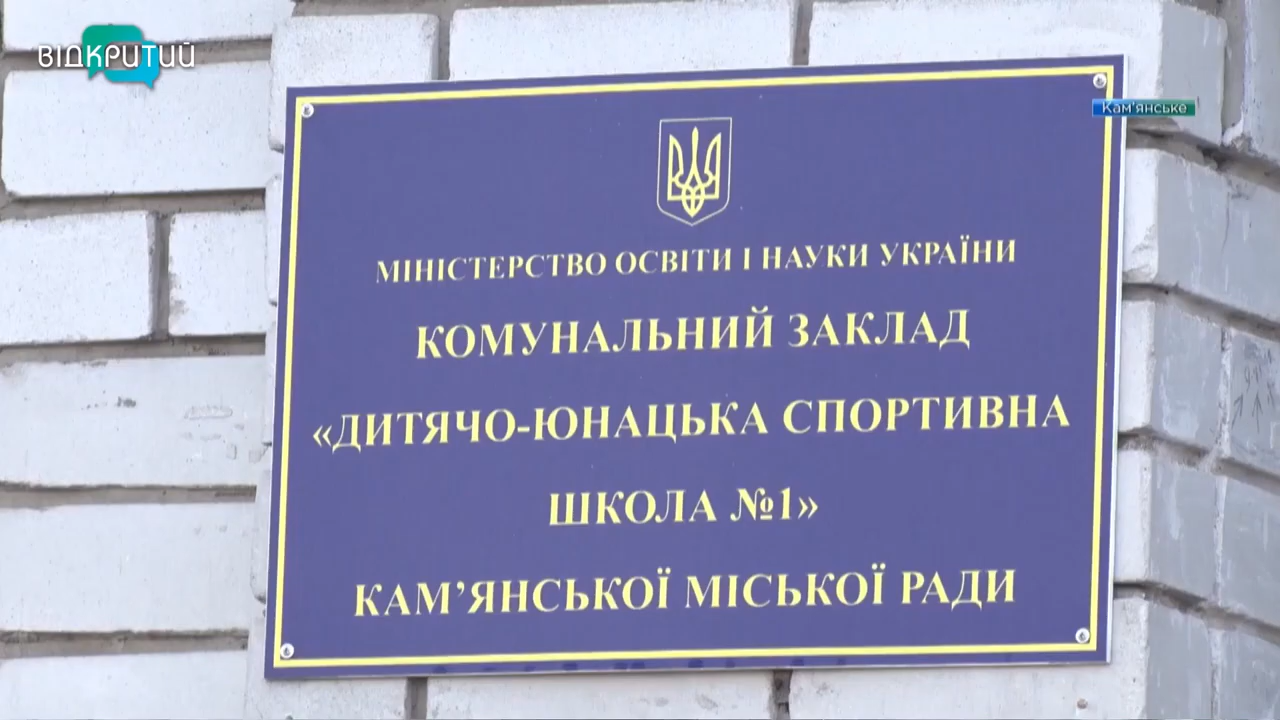 ВІДКРИТИЙ
Кам'янське
МІНІСТЕРСТВО ОСВІТИ І НАУКИ УКРАЇНИ
КОМУНАЛЬНИЙ ЗАКЛАД
«ДИТЯЧО-ЮНАЦЬКА СПОРТИВНА
ШКОЛА №1»
КАМ’ЯНСЬКОЇ МІСЬКОЇ РАДИ